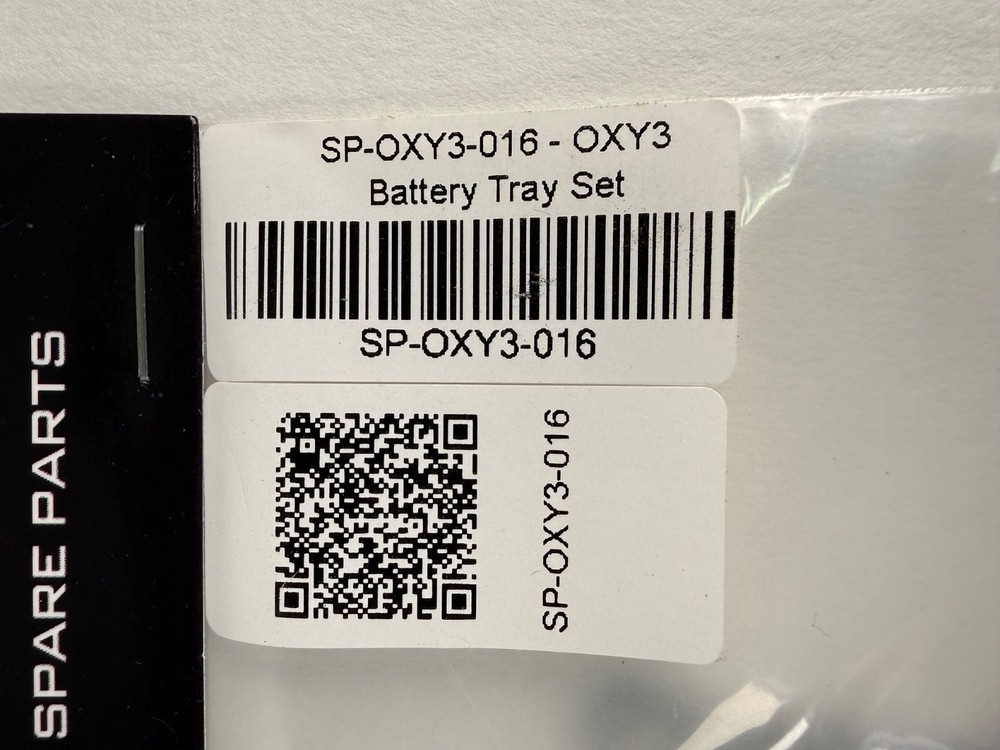 SP-OXY3-016 - OXY3
Battery Tray Set
SP-OXY3-016
SP-OXY3-016
SPARE PARTS